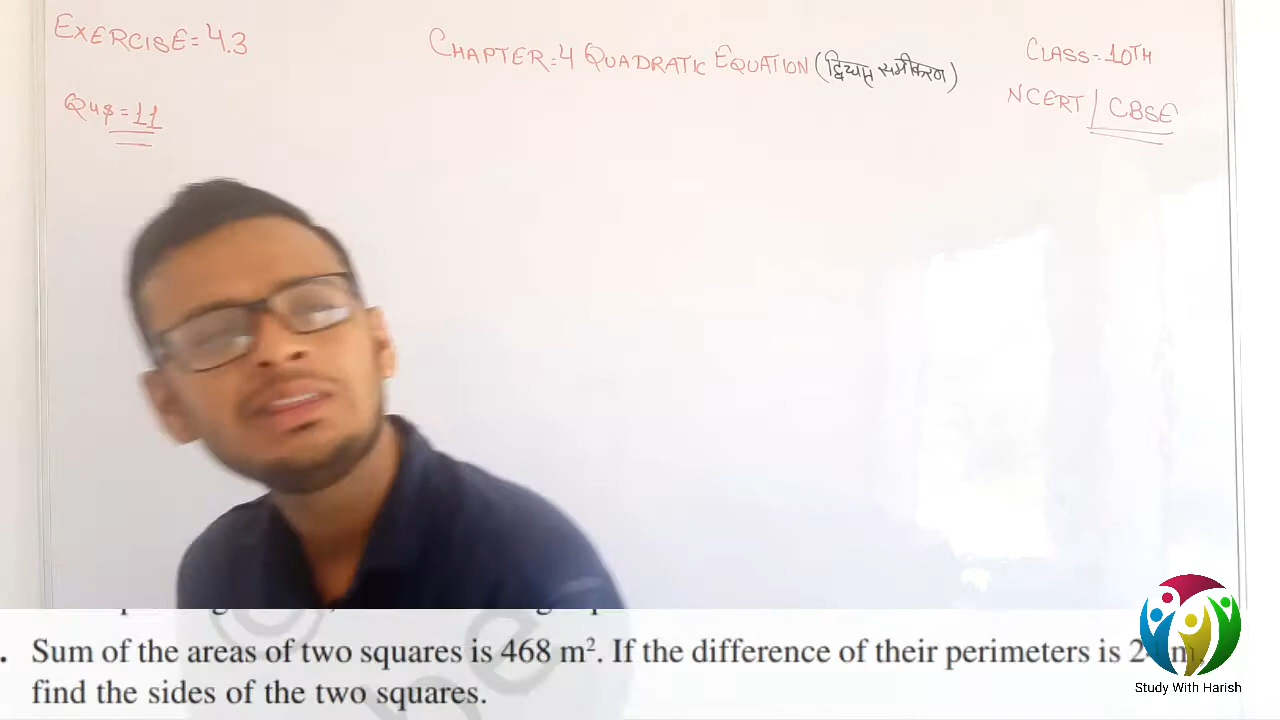 EXERCISE=4.3
CHAPTER:4 QUADRATIC EQUATION (द्विघात समीकरण)
CLASS=10TH
NCERT/CBSE
Qus=11
. Sum of the areas of two squares is 468 m². If the difference of their perimeters is 24 m,
find the sides of the two squares.
Study With Harish